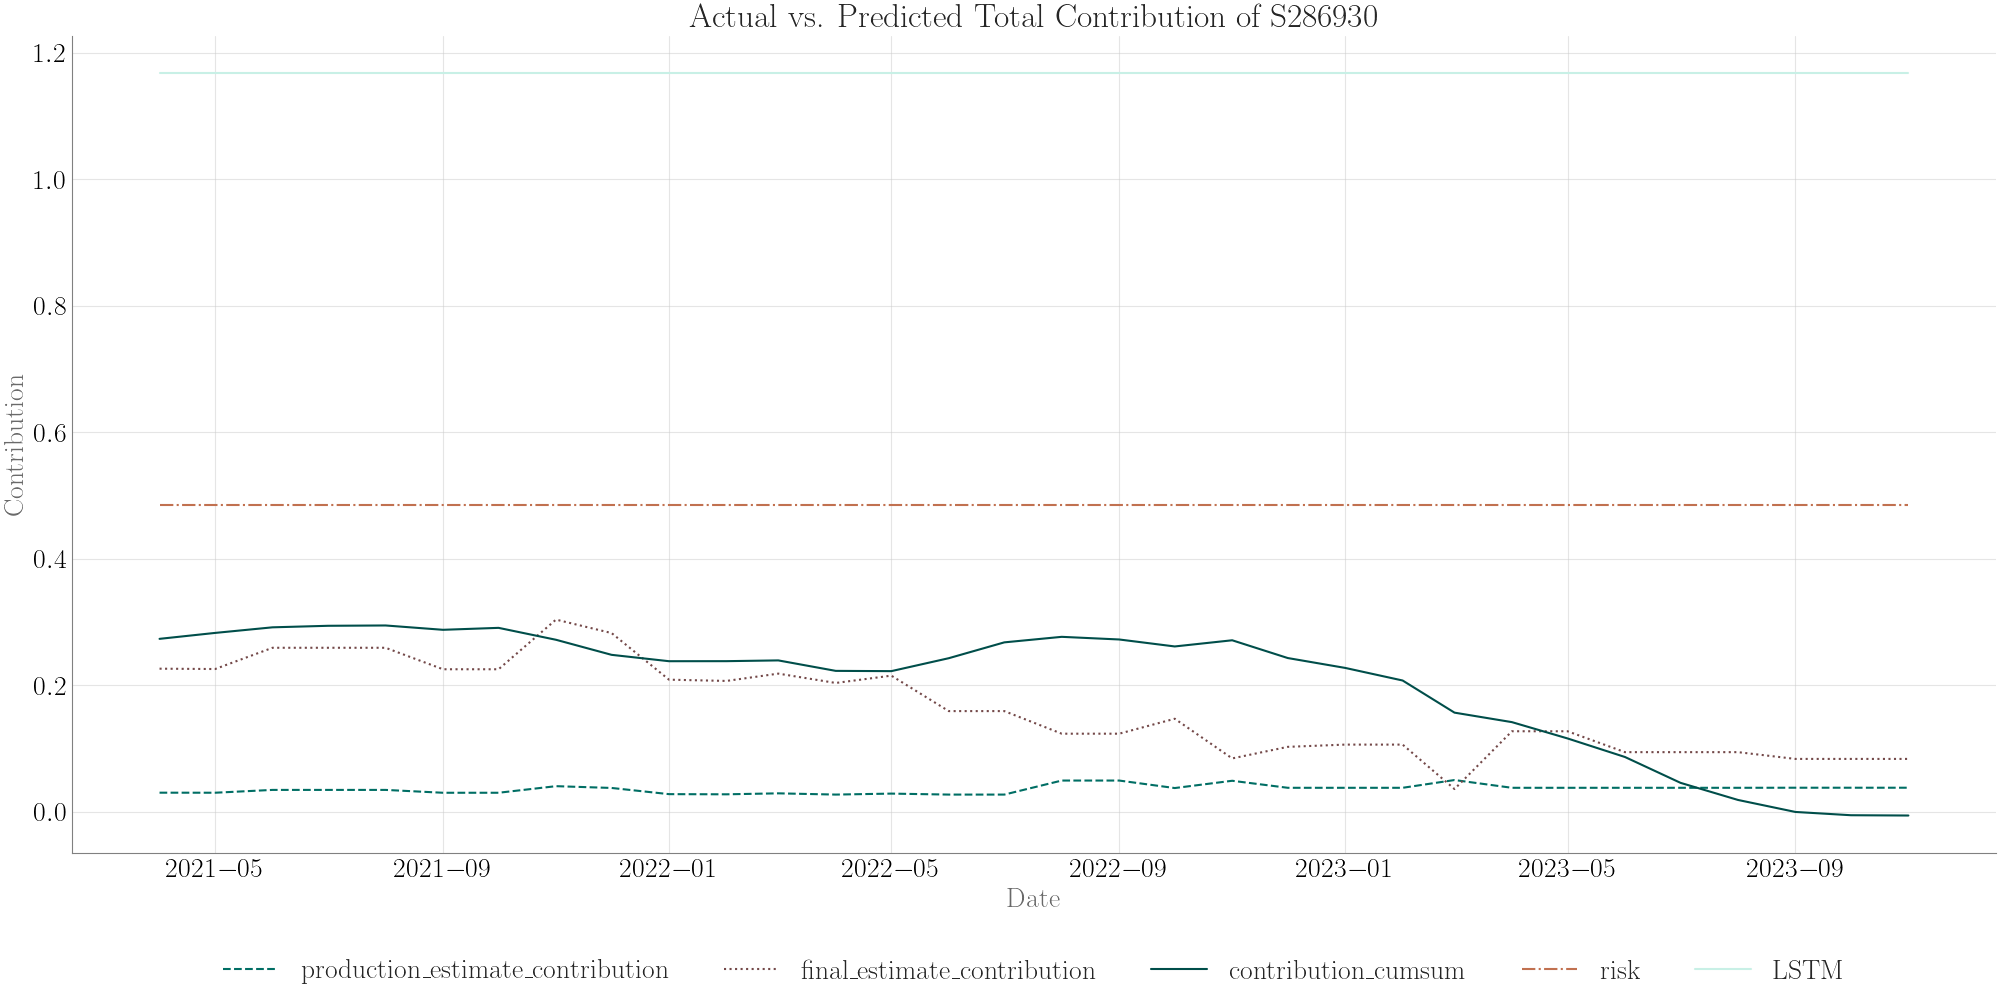 Actual vs. Predicted Total Contribution of S286930
1.2
1.0
0.8
0.6
0.4
0.2
0.0
Contribution
2021−05 2021−09 2022−01 2022−05 2022−09 2023−01 2023−05 2023−09
Date
production_estimate_contribution final_estimate_contribution contribution_cumsum risk LSTM